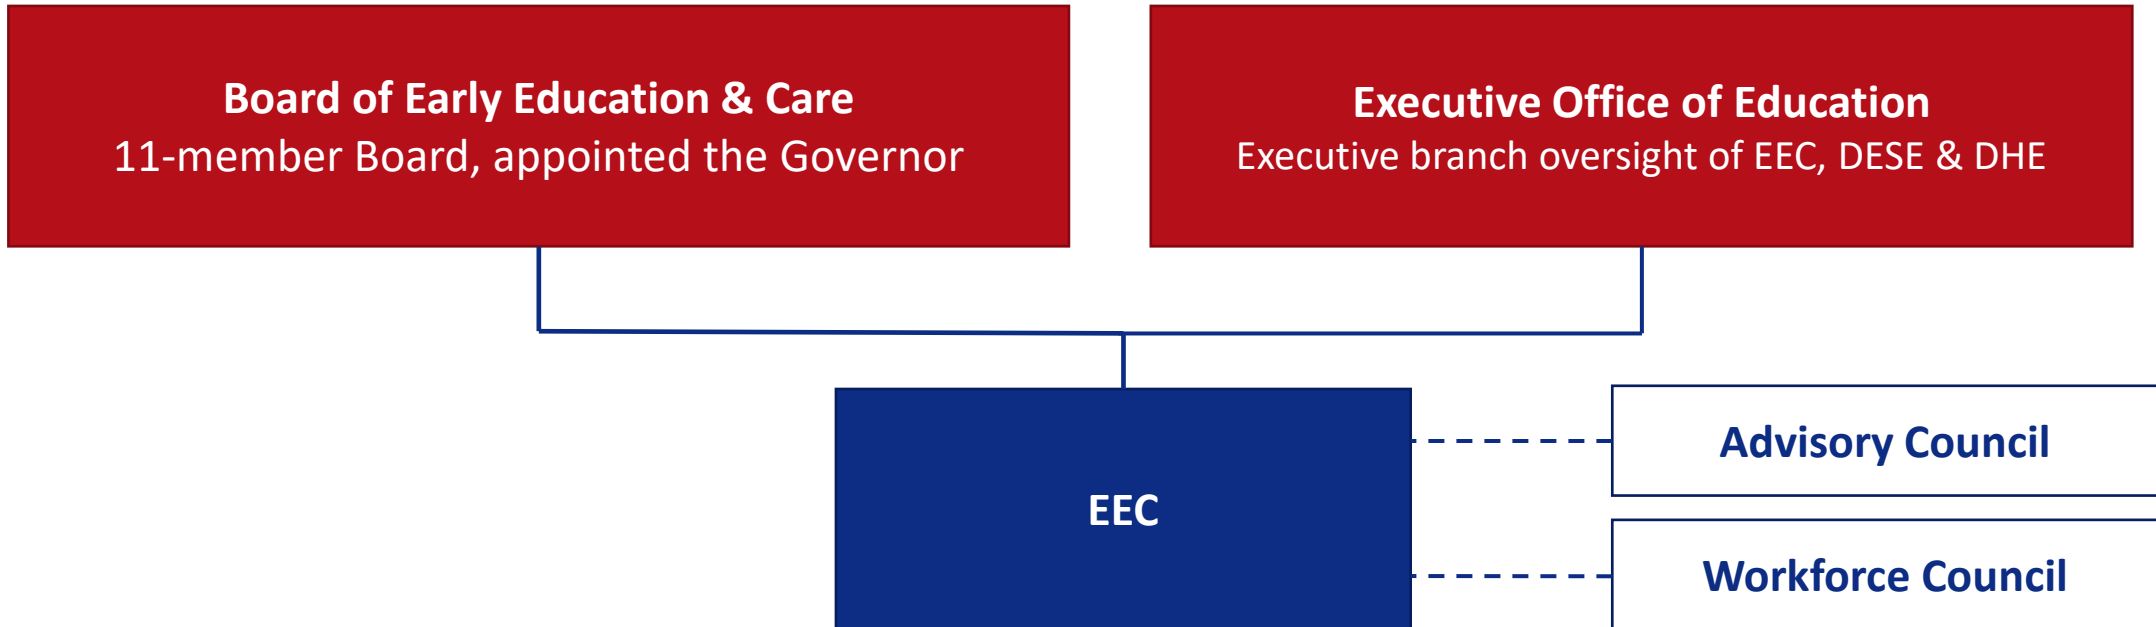 Board of Early Education & Care
11-member Board, appointed the Governor
Executive Office of Education
Executive branch oversight of EEC, DESE & DHE
EEC
Advisory Council
Workforce Council